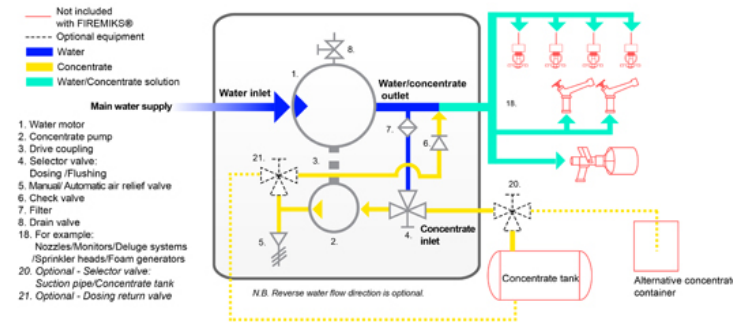 Not included
with FIREMIKS®
Optional equipment
Water
Concentrate
Water/Concentrate solution
Main water supply
Water inlet
1. Water motor
2. Concentrate pump
3. Drive coupling
4. Selector valve:
Dosing /Flushing
5. Manual/ Automatic air relief valve
6. Check valve
7. Filter
8. Drain valve
18. For example:
Nozzles/Monitors/Deluge systems
/Sprinkler heads/Foam generators
20. Optional - Selector valve:
Suction pipe/Concentrate tank
21. Optional - Dosing return valve
8.
1.
Water/concentrate
outlet
7.
6.
3.
21.
2.
5.
4.
Concentrate
inlet
N.B. Reverse water flow direction is optional.
18.
20.
Concentrate tank
Alternative concentrate
container